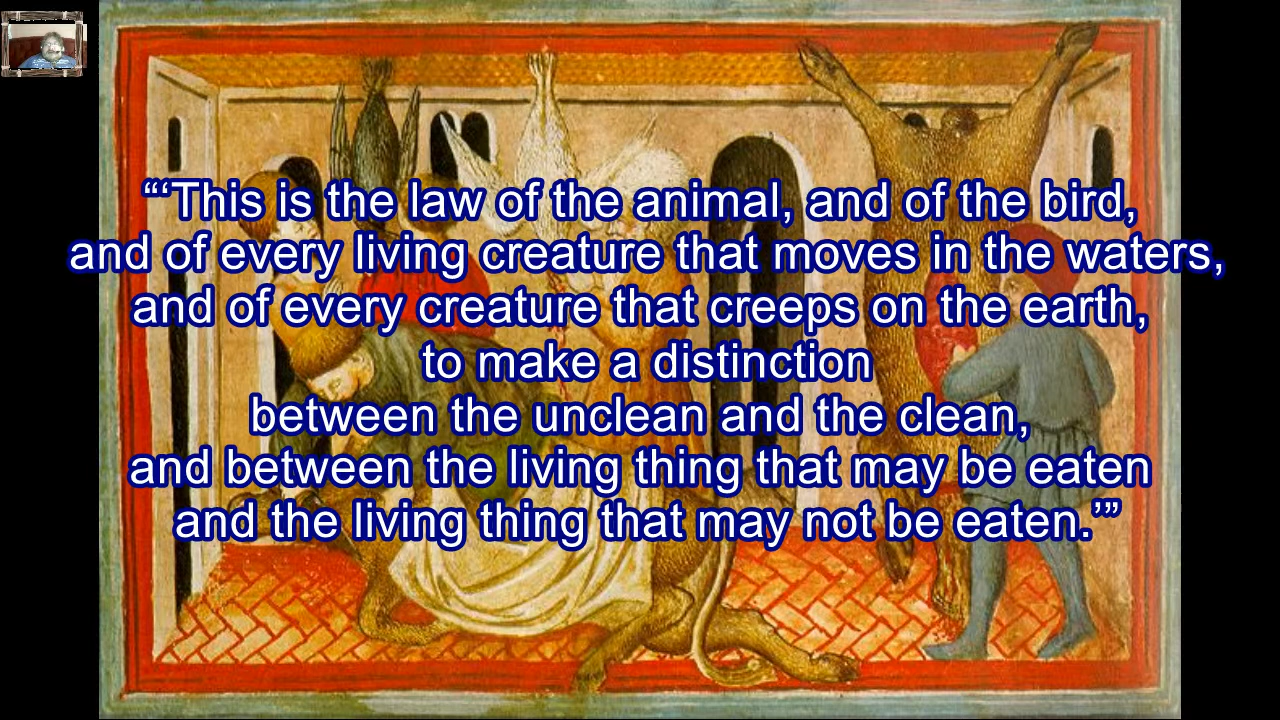 “‘This is the law of the animal, and of the bird,
and of every living creature that moves in the waters,
and of every creature that creeps on the earth,
to make a distinction
between the unclean and the clean,
and between the living thing that may be eaten
and the living thing that may not be eaten.’”